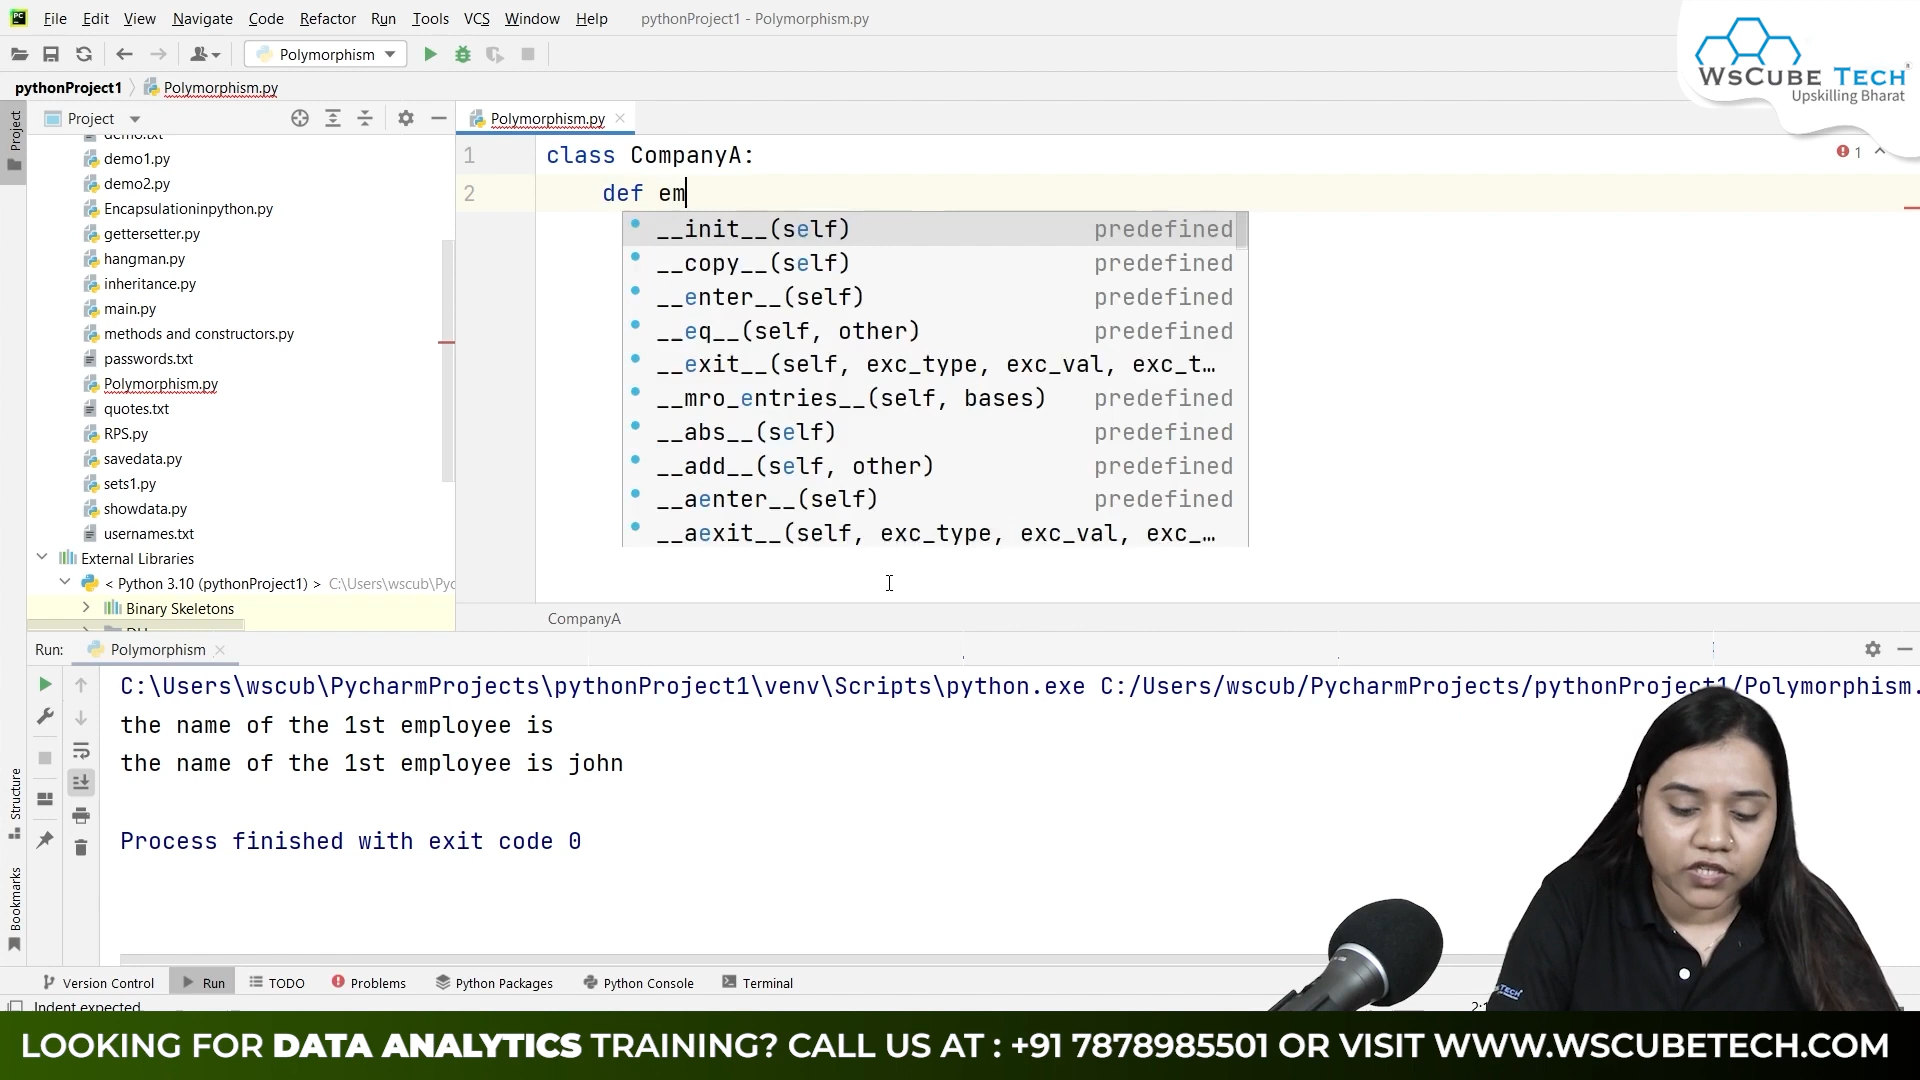 File Edit View Navigate Code Refactor Run Tools VCS Window Help pythonProject1 - Polymorphism.py
WsCube Tech
Upskilling Bharat
Polymorphism
pythonProject1 Polymorphism.py
Project
Project
Polymorphism.py
demo.txt
demo1.py
demo2.py
Encapsulationinpython.py
gettersetter.py
hangman.py
inheritance.py
main.py
methods and constructors.py
passwords.txt
Polymorphism.py
quotes.txt
RPS.py
savedata.py
sets1.py
showdata.py
usernames.txt
External Libraries
< Python 3.10 (pythonProject1) > C:\Users\wscub\Pyc
Binary Skeletons
1 class CompanyA:
1
2 def em
__init__(self) predefined
__copy__(self) predefined
__enter__(self) predefined
__eq__(self, other) predefined
__exit__(self, exc_type, exc_val, exc_t…
__mro_entries__(self, bases) predefined
__abs__(self) predefined
__add__(self, other) predefined
__aenter__(self) predefined
__aexit__(self, exc_type, exc_val, exc_…
CompanyA
Run: Polymorphism
C:\Users\wscub\PycharmProjects\pythonProject1\venv\Scripts\python.exe C:/Users/wscub/PycharmProjects/pythonProject1/Polymorphism.
the name of the 1st employee is
the name of the 1st employee is john
Process finished with exit code 0
Structure
Bookmarks
Version Control Run TODO Problems Python Packages Python Console Terminal
Indent expected
LOOKING FOR DATA ANALYTICS TRAINING? CALL US AT : +91 7878985501 OR VISIT WWW.WSCUBETECH.COM